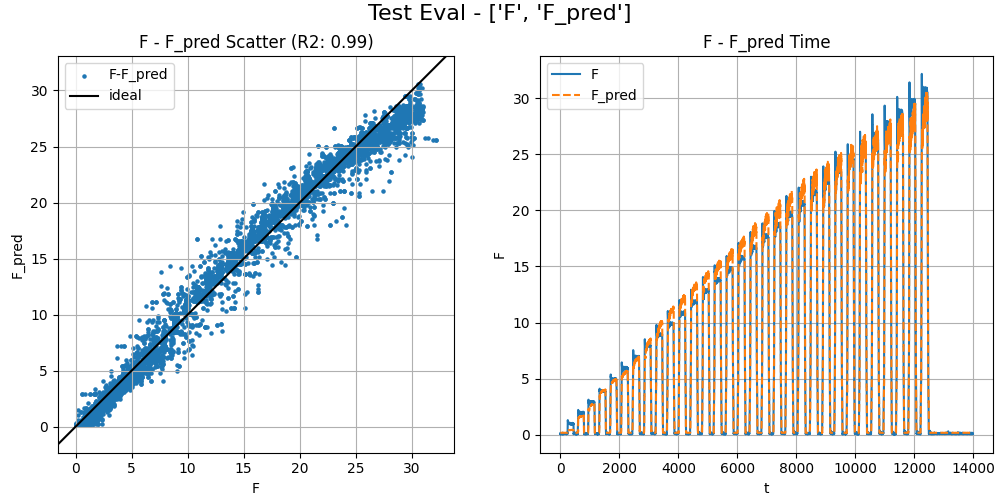 Test Eval - ['F', 'F_pred']
F - F_pred Scatter (R2: 0.99)
F-F_pred
ideal
30
25
20
15
10
5
0
F_pred
0
5
10
15
20
25
30
F
F - F_pred Time
F
F_pred
30
25
20
15
10
5
0
F
0
2000
4000
6000
8000
10000
12000
14000
t